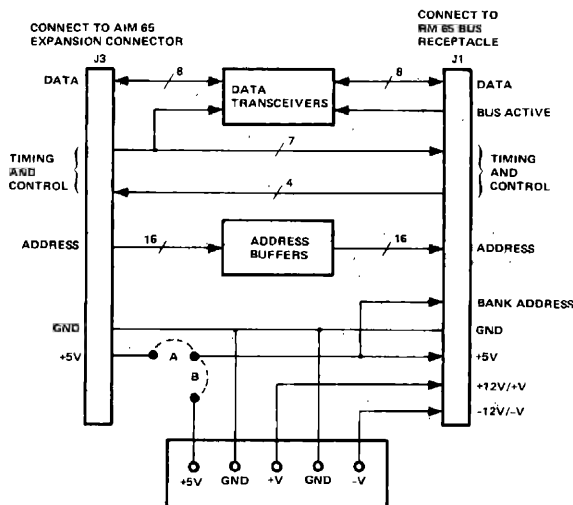 CONNECT TO AIM 65
EXPANSION CONNECTOR
J3
CONNECT TO
RM 65 BUS
RECEPTACLE
J1
DATA
8
DATA
TRANSCEIVERS
8
DATA
BUS ACTIVE
7
TIMING
AND
CONTROL
4
TIMING
AND
CONTROL
ADDRESS
16
ADDRESS
BUFFERS
16
ADDRESS
BANK ADDRESS
GND
GND
+5V
A
+5V
B
+12V/+V
-12V/-V
+5V
GND
+V
GND
-V